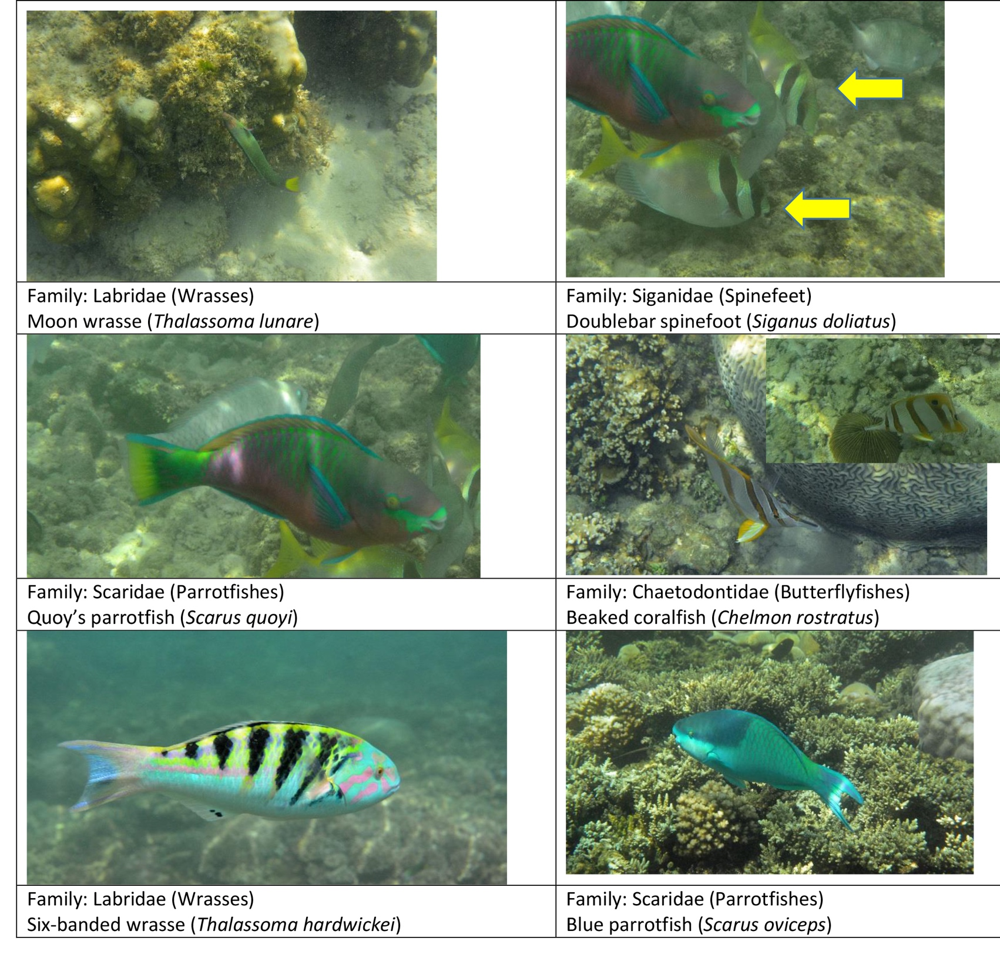 Family: Labridae (Wrasses)
Moon wrasse (Thalassoma lunare)
Family: Siganidae (Spinefeet)
Doublebar spinefoot (Siganus doliatus)
Family: Scaridae (Parrotfishes)
Quoy’s parrotfish (Scarus quoyi)
Family: Chaetodontidae (Butterflyfishes)
Beaked coralfish (Chelmon rostratus)
Family: Labridae (Wrasses)
Six-banded wrasse (Thalassoma hardwickei)
Family: Scaridae (Parrotfishes)
Blue parrotfish (Scarus oviceps)